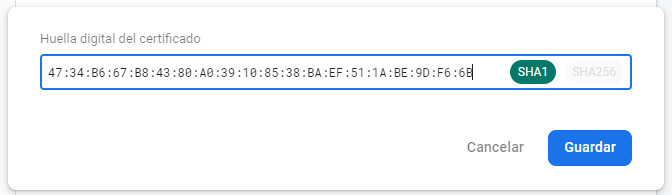 Huella digital del certificado
47:34:B6:67:B8:43:80:A0:39:10:85:38:BA:EF:51:1A:BE:9D:F6:6B SHA1 SHA256
Cancelar Guardar